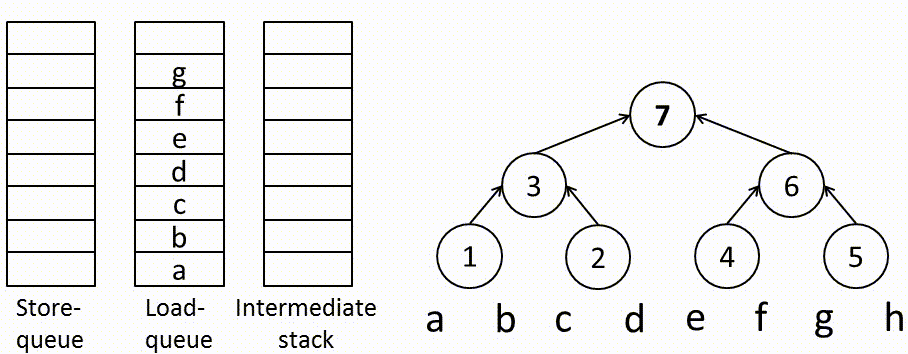 g
f
e
d
c
b
a
Store-
queue
Load-
queue
Intermediate
stack
7
3
6
1
2
4
5
a b c d e f g h